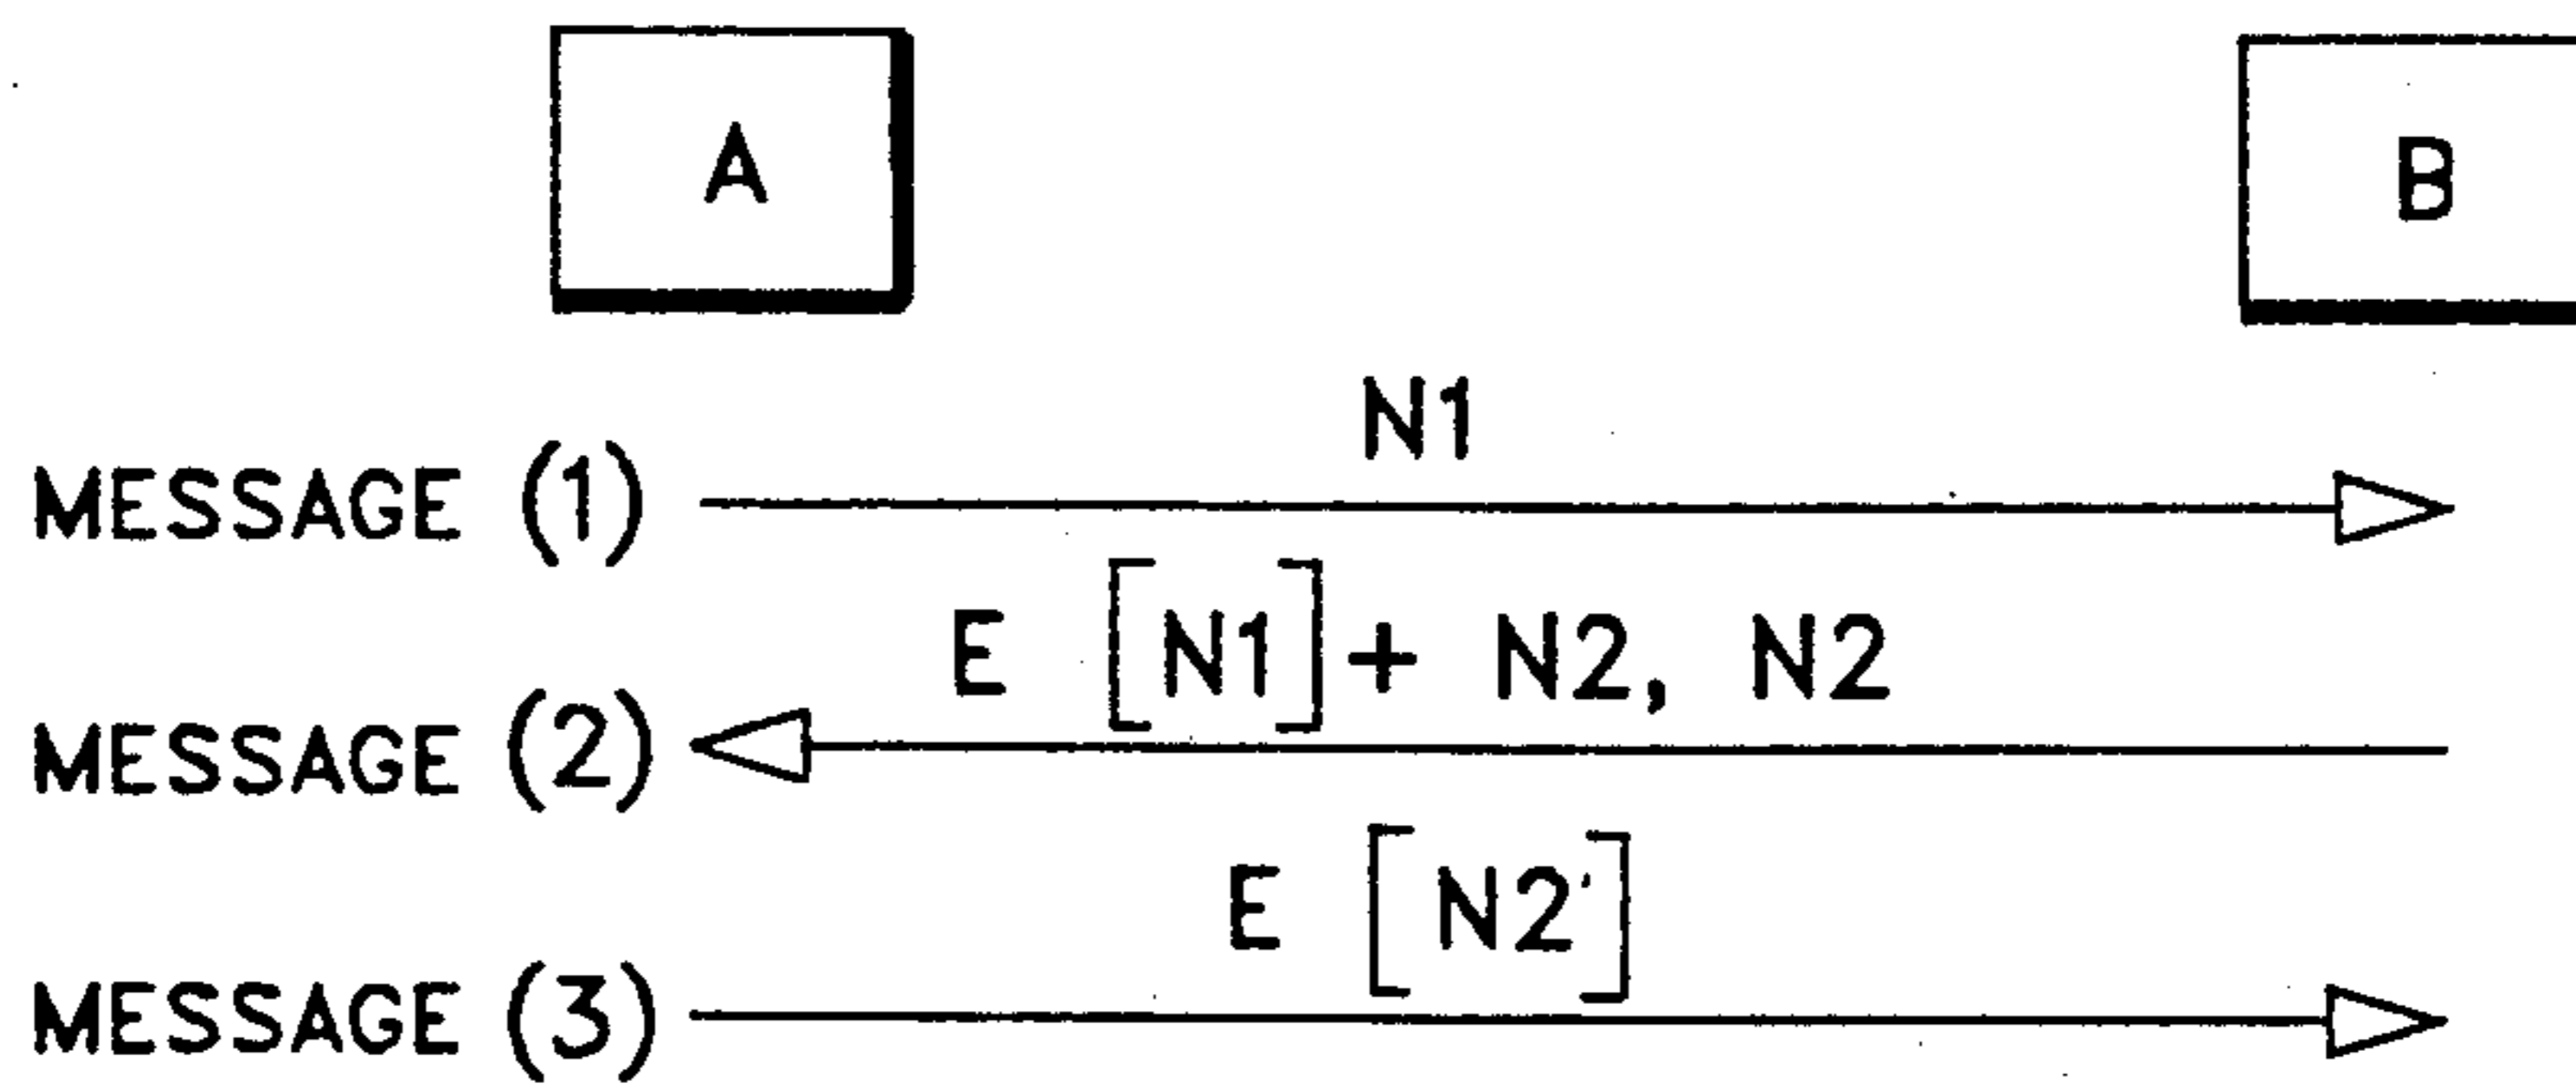 A B
N1
MESSAGE (1)
E [N1] + N2, N2
MESSAGE (2)
E [N2]
MESSAGE (3)